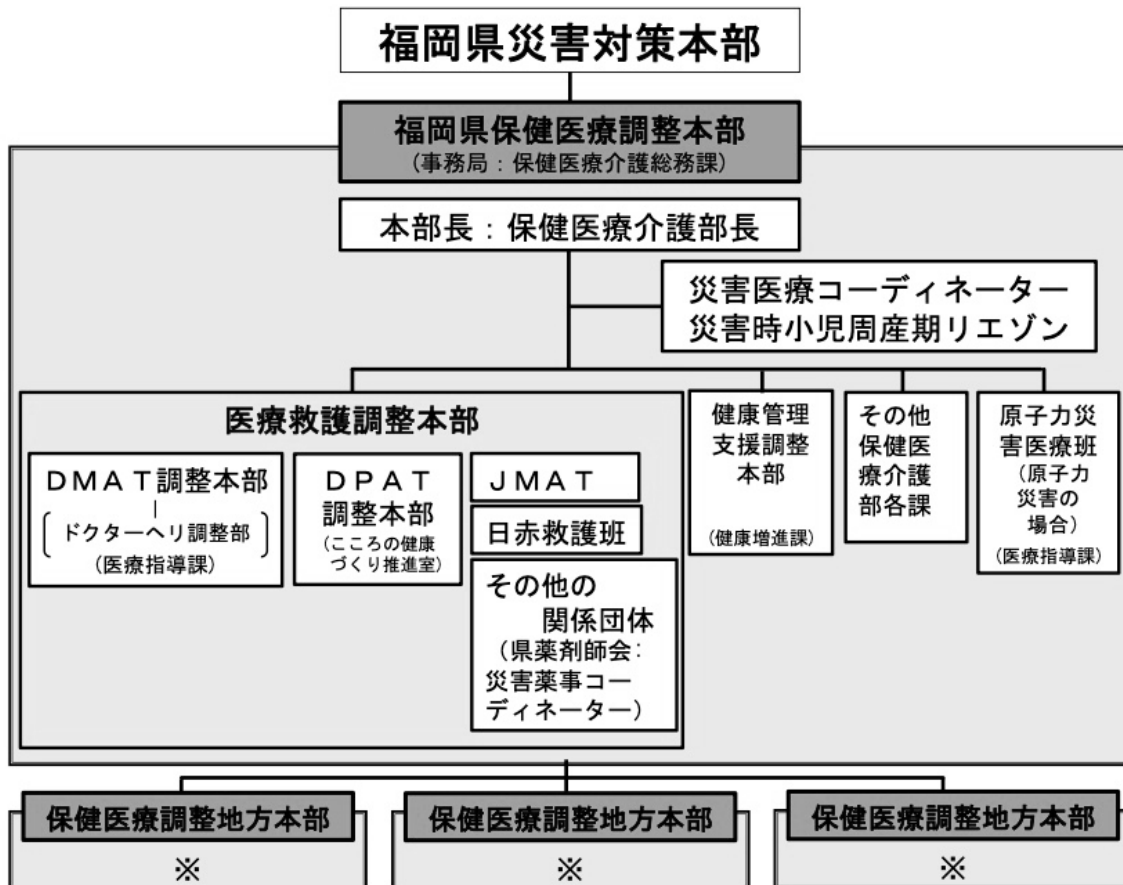 福岡県災害対策本部
福岡県保健医療調整本部
(事務局：保健医療介護総務課)
本部長：保健医療介護部長
災害医療コーディネーター
災害時小児周産期リエゾン
医療救護調整本部
ＤＭＡＴ調整本部
ドクターヘリ調整部
(医療指導課)
ＤＰＡＴ
調整本部
(こころの健康
づくり推進室)
ＪＭＡＴ
日赤救護班
その他の
関係団体
（県薬剤師会：
災害薬事コー
ディネーター）
健康管理
支援調整
本部
(健康増進課)
その他
保健医
療介護
部各課
原子力災
害医療班
(原子力
災害の
場合)
(医療指導課)
保健医療調整地方本部
※
保健医療調整地方本部
※
保健医療調整地方本部
※